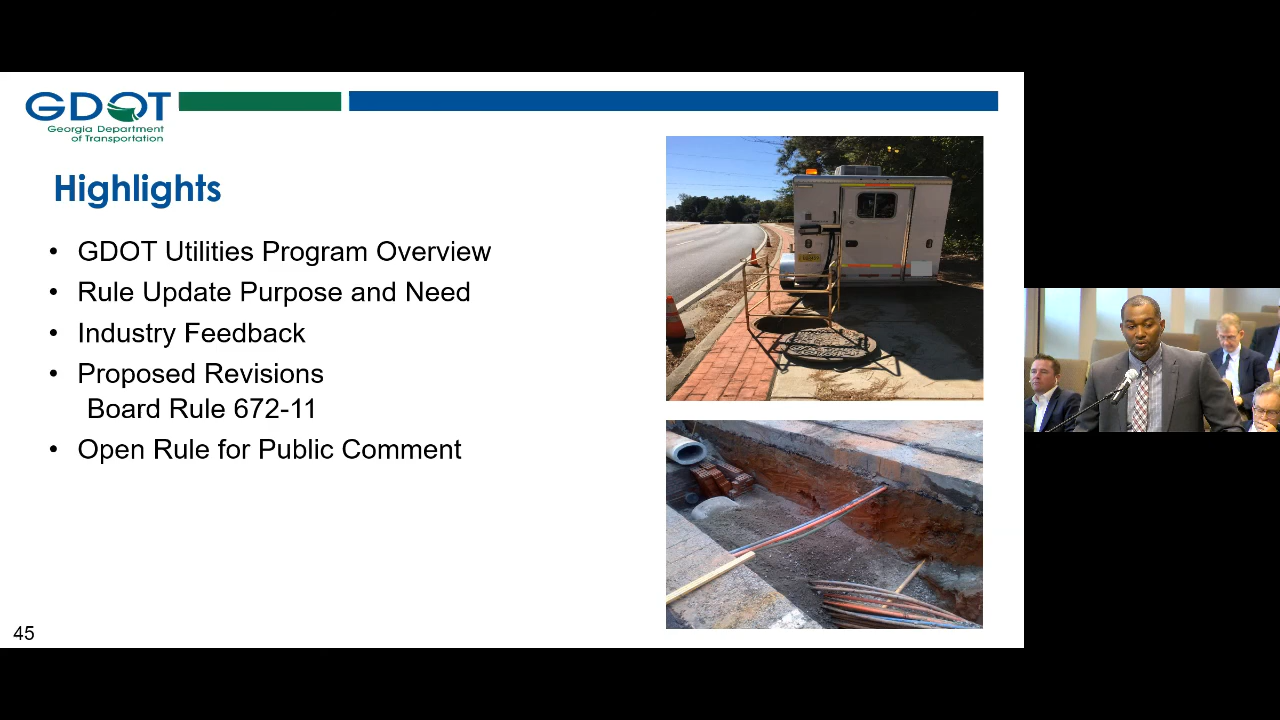 GDOT
Georgia Department
of Transportation
Highlights
• GDOT Utilities Program Overview
• Rule Update Purpose and Need
• Industry Feedback
• Proposed Revisions
Board Rule 672-11
• Open Rule for Public Comment
45